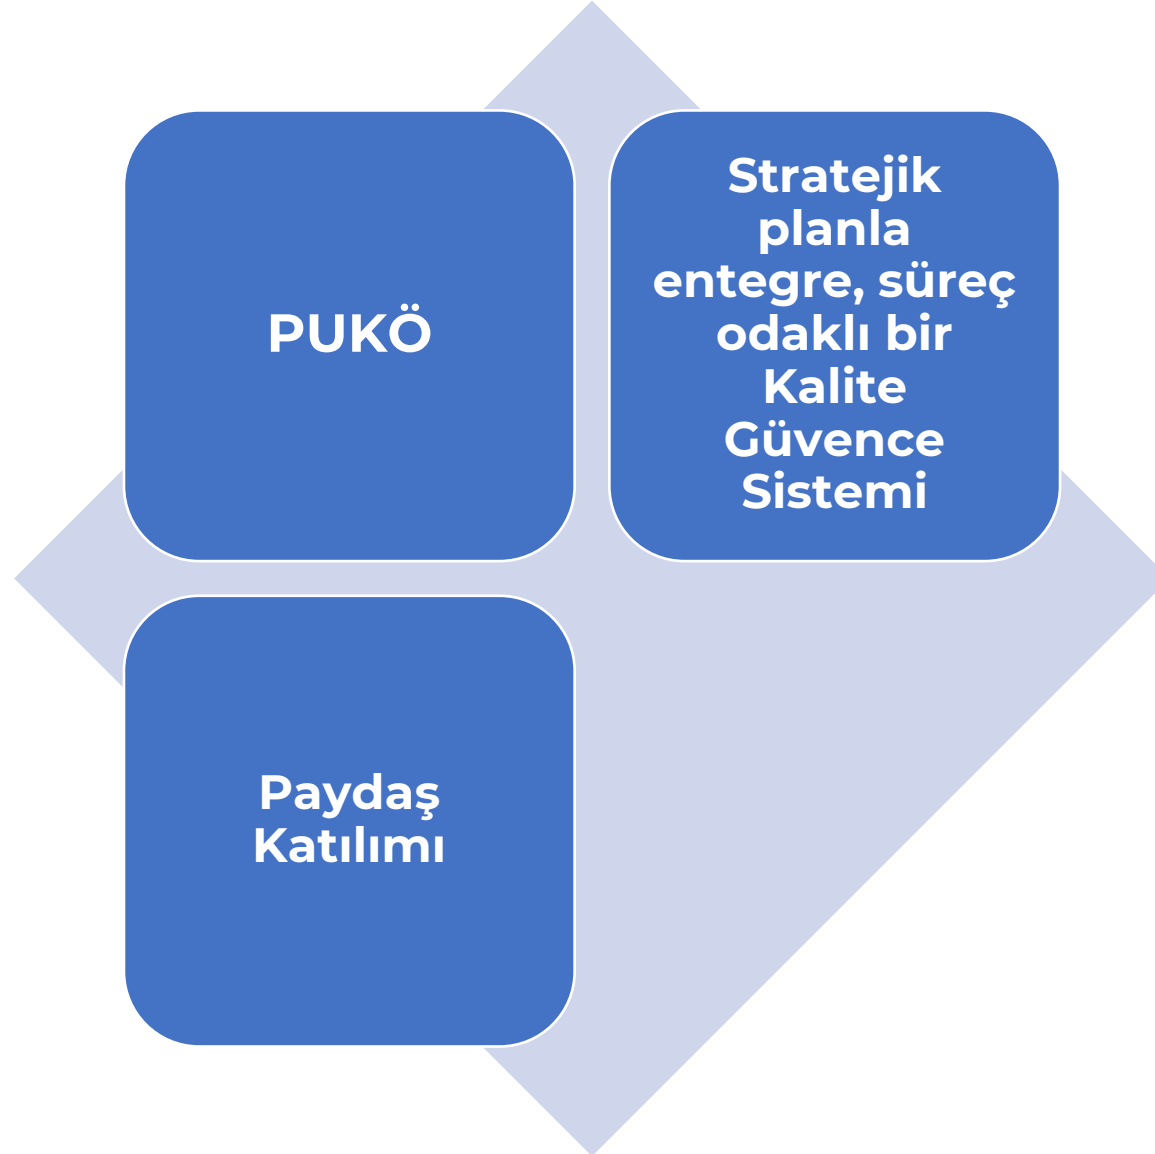 PUKÖ
Stratejik
planla
entegre, süreç
odaklı bir
Kalite
Güvence
Sistemi
Paydaş
Katılımı